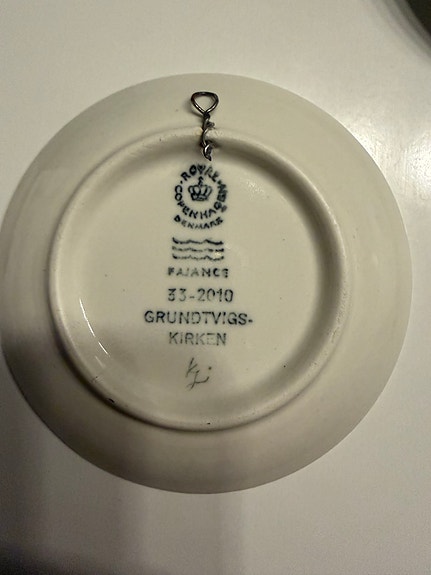 ROYAL
COPENHAGEN
DENMARK
FAJANCE
33-2010
GRUNDTVIGS-
KIRKEN